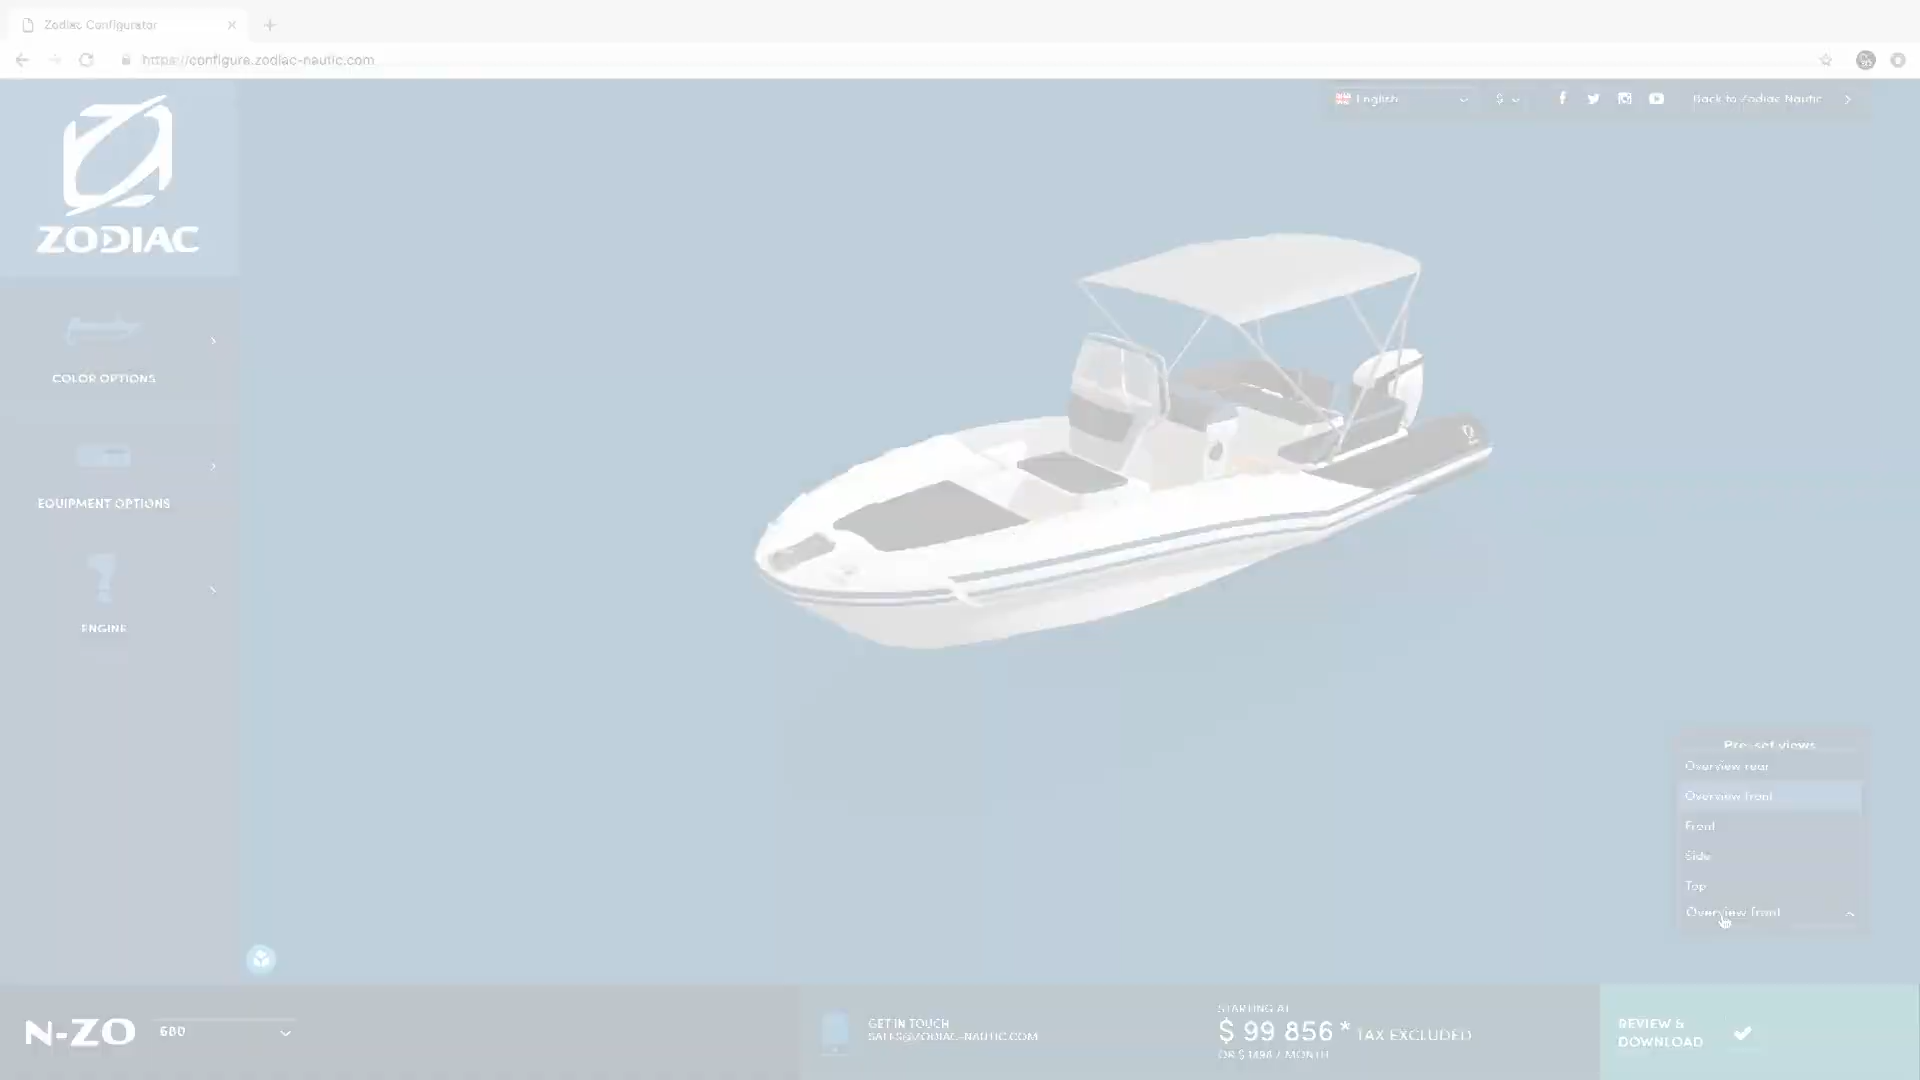 Zodiac Configurator
https://configure.zodiac-nautic.com
English
$
Back to Zodiac Nautic
ZODIAC
COLOR OPTIONS
EQUIPMENT OPTIONS
ENGINE
Pre-set views
Overview rear
Overview front
Front
Side
Top
Overview front
N-ZO
680
GET IN TOUCH
SALES@ZODIAC-NAUTIC.COM
STARTING AT
$ 99 856 * TAX EXCLUDED
OR $ 1494 / MONTH
REVIEW &
DOWNLOAD